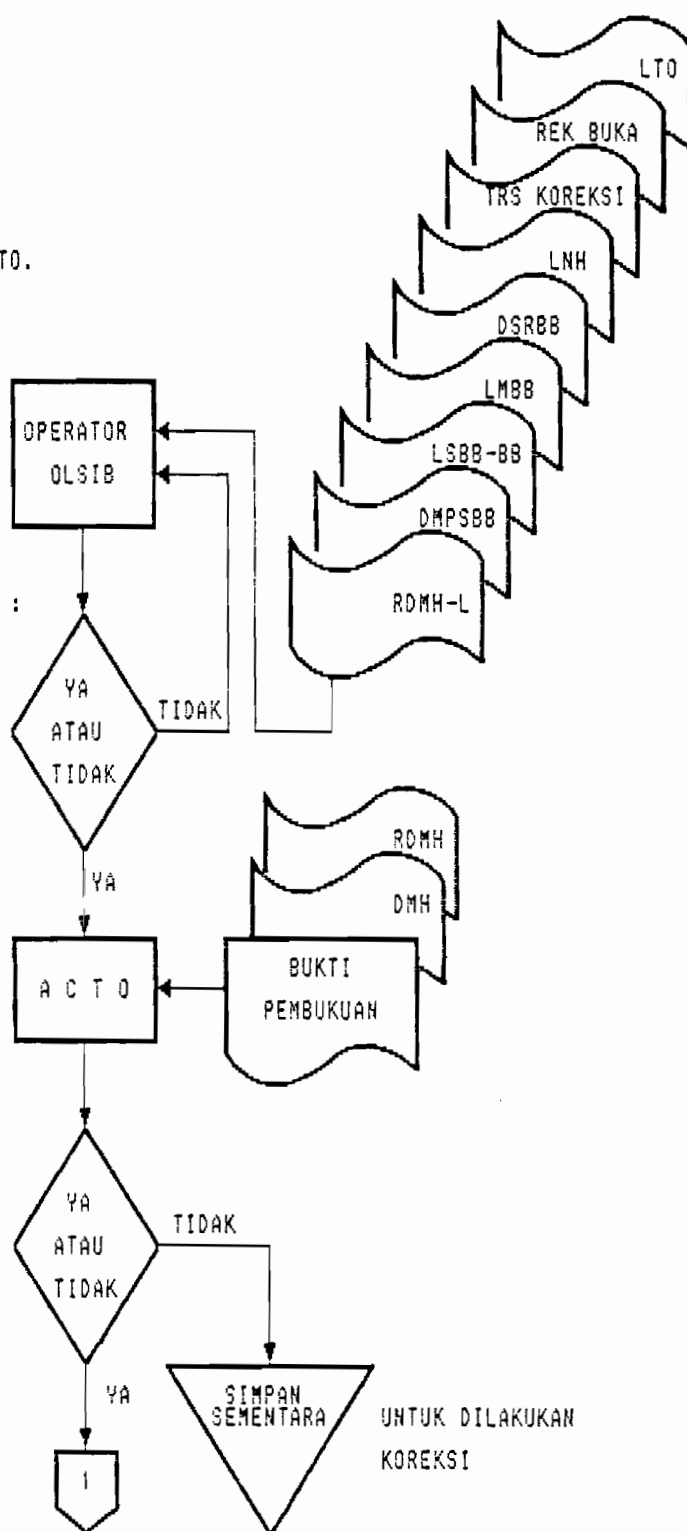 LTO
REK BUKA
TRS KOREKSI
LNH
TO.
DSRBB
LMBB
OPERATOR
OLSIB
LSBB-BB
DMPSBB
RDMH-L
:
YA
ATAU
TIDAK
TIDAK
YA
RDMH
DMH
A C T O
BUKTI
PEMBUKUAN
YA
ATAU
TIDAK
TIDAK
YA
SIMPAN
SEMENTARA
UNTUK DILAKUKAN
KOREKSI
1